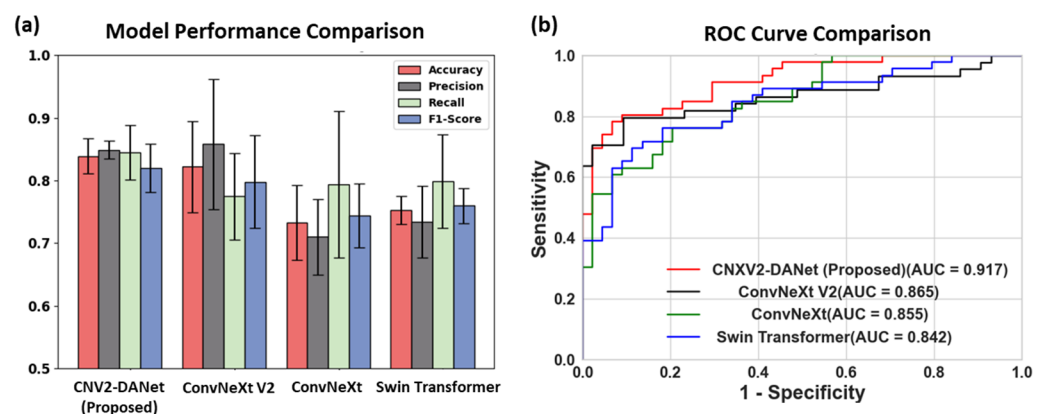 (a)
Model Performance Comparison
1.0
0.9
0.8
0.7
0.6
0.5
Accuracy
Precision
Recall
F1-Score
CNV2-DANet
(Proposed)
ConvNeXt V2
ConvNeXt
Swin Transformer
(b)
ROC Curve Comparison
Sensitivity
1.0
0.8
0.6
0.4
0.2
0.0
CNXV2-DANet (Proposed)(AUC = 0.917)
ConvNeXt V2(AUC = 0.865)
ConvNeXt(AUC = 0.855)
Swin Transformer(AUC = 0.842)
0.0 0.2 0.4 0.6 0.8 1.0
1 - Specificity